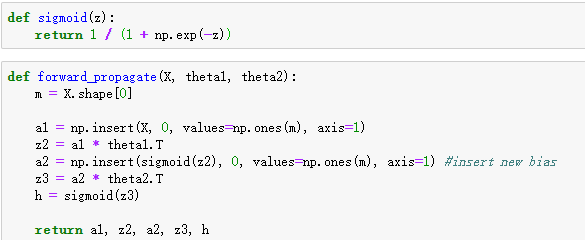 def sigmoid(z):
    return 1 / (1 + np.exp(-z))
def forward_propagate(X, theta1, theta2):
    m = X.shape[0]
    a1 = np.insert(X, 0, values=np.ones(m), axis=1)
    z2 = a1 * theta1.T
    a2 = np.insert(sigmoid(z2), 0, values=np.ones(m), axis=1) #insert new bias
    z3 = a2 * theta2.T
    h = sigmoid(z3)
    return a1, z2, a2, z3, h